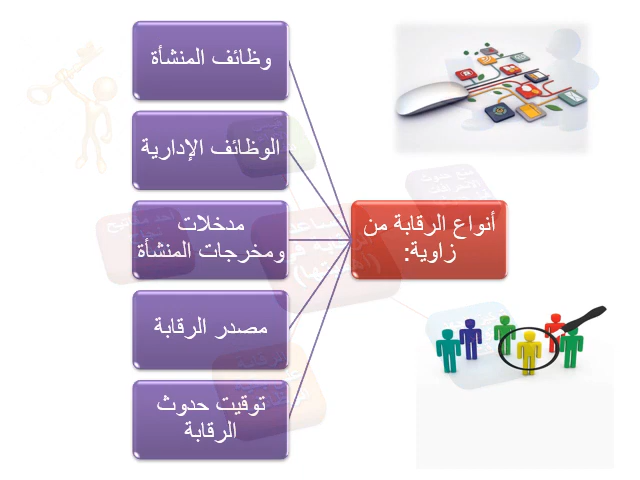 أنواع الرقابة من
زاوية:
وظائف المنشأة
الوظائف الإدارية
مدخلات
ومخرجات المنشأة
مصدر الرقابة
توقيت حدوث
الرقابة